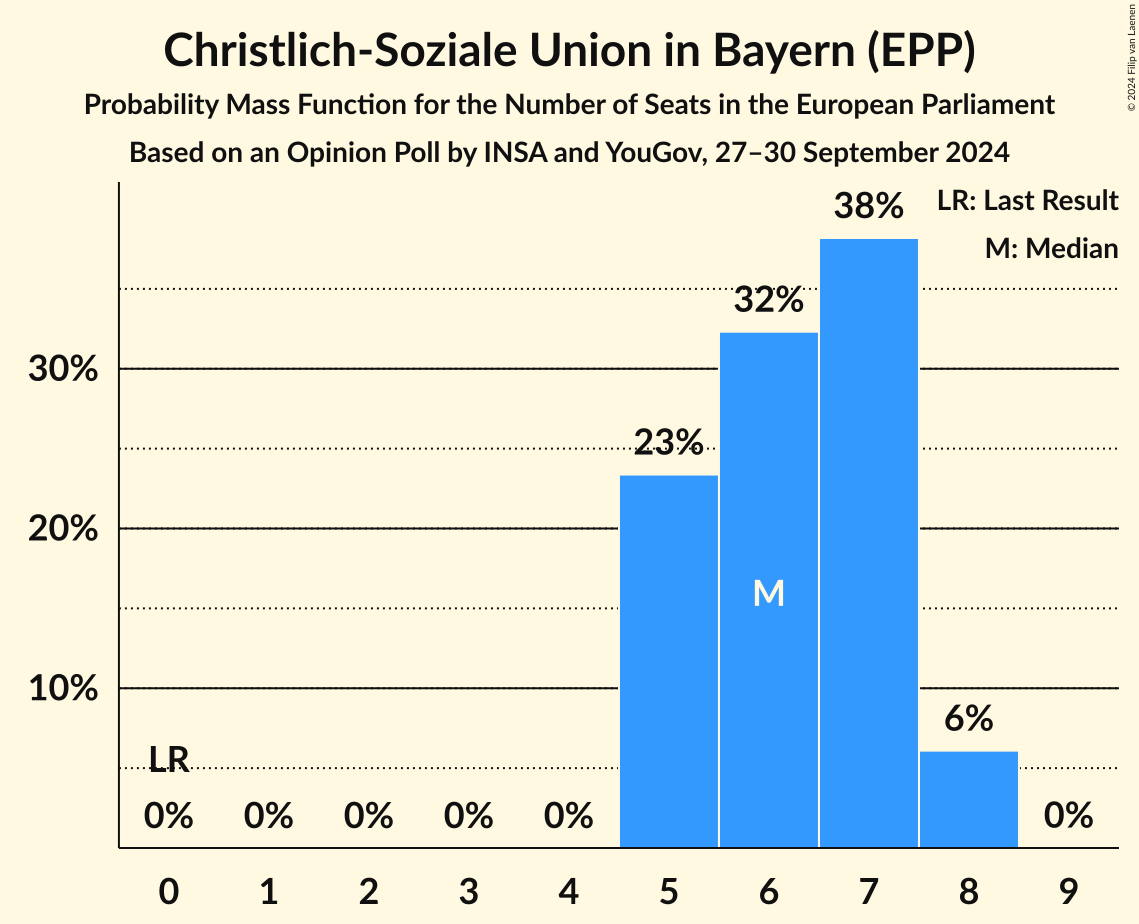 Christlich-Soziale Union in Bayern (EPP)
Probability Mass Function for the Number of Seats in the European Parliament
Based on an Opinion Poll by INSA and YouGov, 27–30 September 2024
© 2024 Filip van Laenen
LR: Last Result
M: Median
38%
32%
30%
23%
20%
M
10%
6%
LR
0% 0% 0% 0% 0% 0%
0 1 2 3 4 5 6 7 8 9